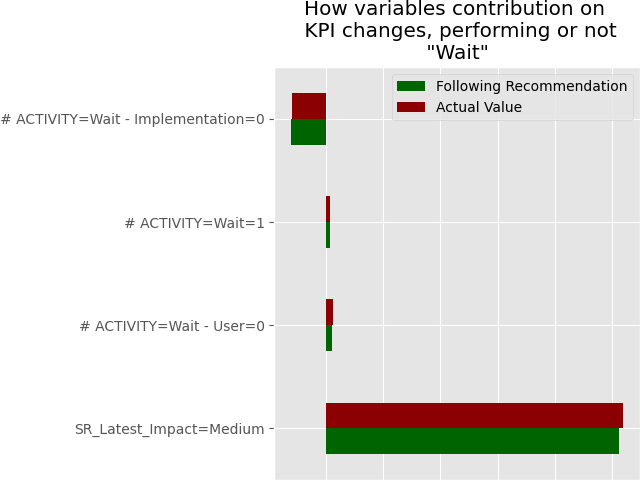 How variables contribution on
KPI changes, performing or not
"Wait"
Following Recommendation
Actual Value
# ACTIVITY=Wait - Implementation=0
# ACTIVITY=Wait=1
# ACTIVITY=Wait - User=0
SR_Latest_Impact=Medium